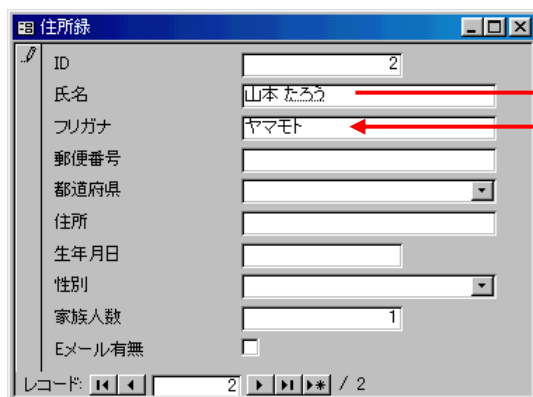 住所録
ID 2
氏名 山本 たろう
フリガナ ヤマモト
郵便番号
都道府県
住所
生年月日
性別
家族人数 1
Eメール有無
レコード: 2 / 2